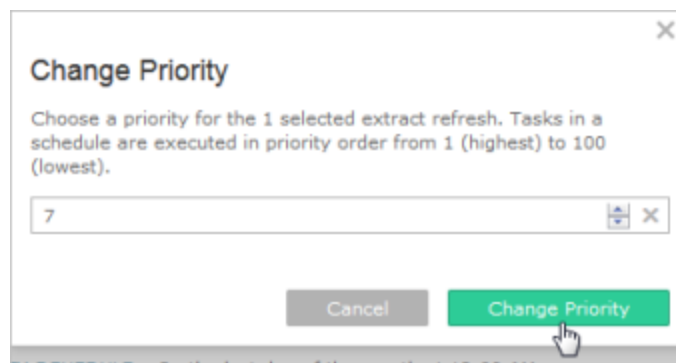 Change Priority
Choose a priority for the 1 selected extract refresh. Tasks in a
schedule are executed in priority order from 1 (highest) to 100
(lowest).
7
Cancel
Change Priority